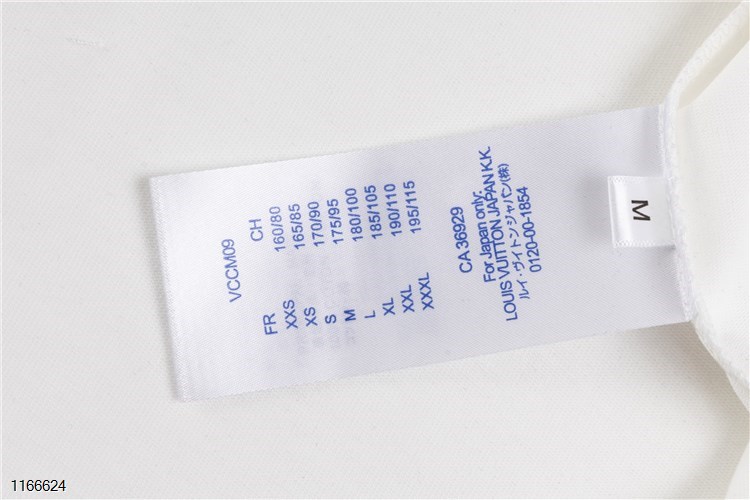 VCCM09
FR CH
XXS 160/80
XS 165/85
S 170/90
M 175/95
L 180/100
XL 185/105
XXL 190/110
XXXL 195/115
CA 36929
For Japan only:
LOUIS VUITTON JAPAN K.K.
ルイ・ヴィトンジャパン(株)
0120-00-1854
M
1166624